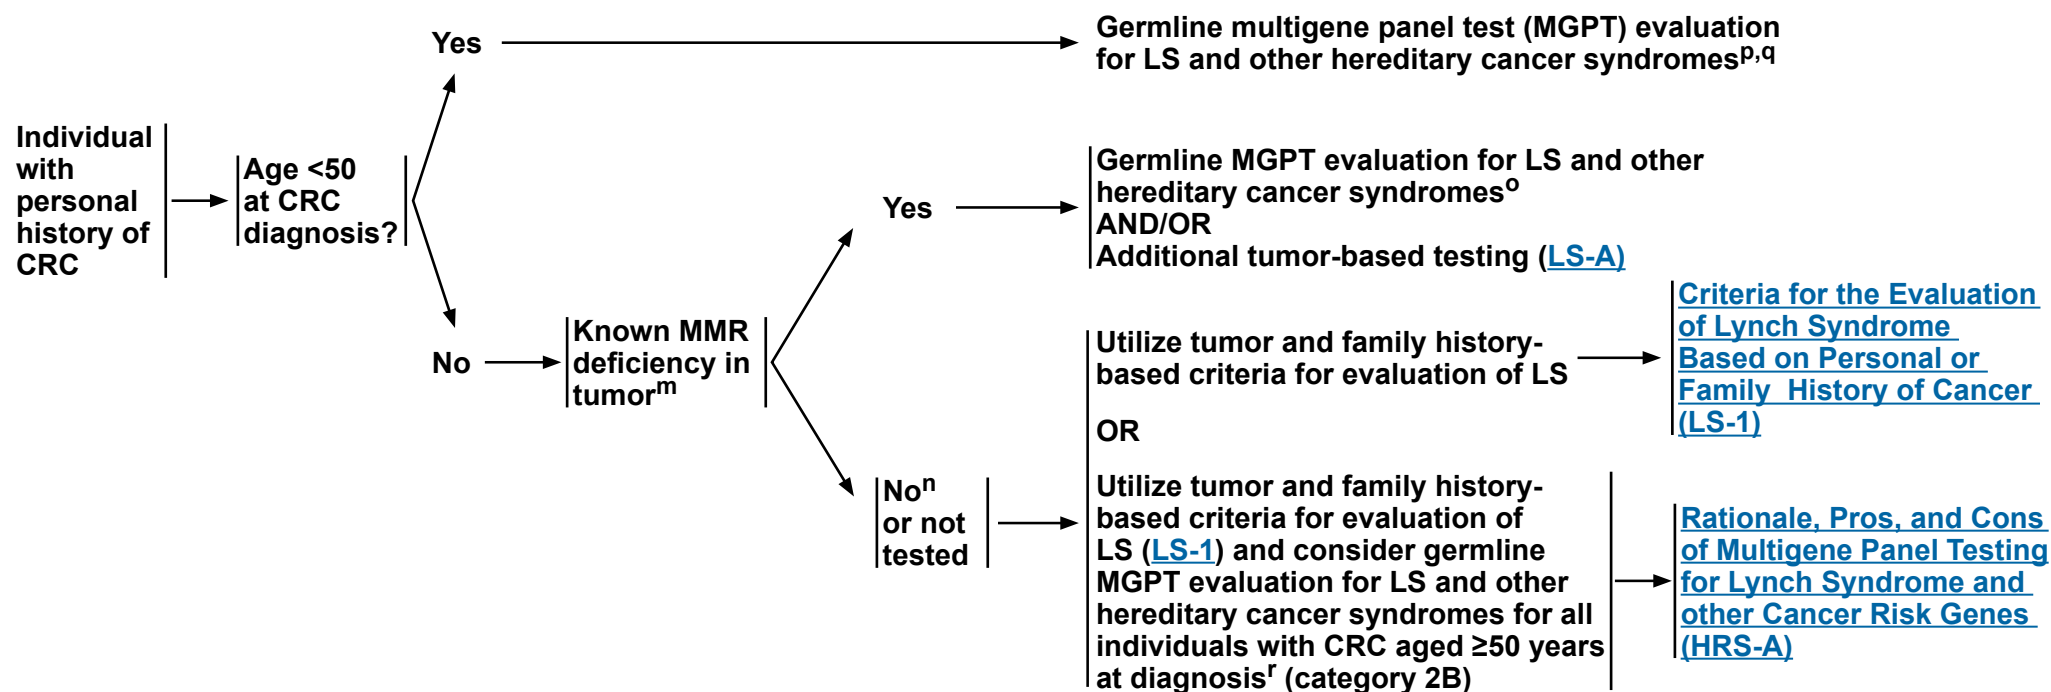 Individual
with
personal
history of
CRC
Age <50
at CRC
diagnosis?
Yes
Germline multigene panel test (MGPT) evaluation
for LS and other hereditary cancer syndromesp,q
No
Known MMR
deficiency in
tumorm
Yes
Germline MGPT evaluation for LS and other
hereditary cancer syndromeso
AND/OR
Additional tumor-based testing (LS-A)
Non
or not
tested
Utilize tumor and family history-
based criteria for evaluation of LS
Criteria for the Evaluation
of Lynch Syndrome
Based on Personal or
Family History of Cancer
(LS-1)
OR
Utilize tumor and family history-
based criteria for evaluation of
LS (LS-1) and consider germline
MGPT evaluation for LS and other
hereditary cancer syndromes for all
individuals with CRC aged ≥50 years
at diagnosisr (category 2B)
Rationale, Pros, and Cons
of Multigene Panel Testing
for Lynch Syndrome and
other Cancer Risk Genes
(HRS-A)